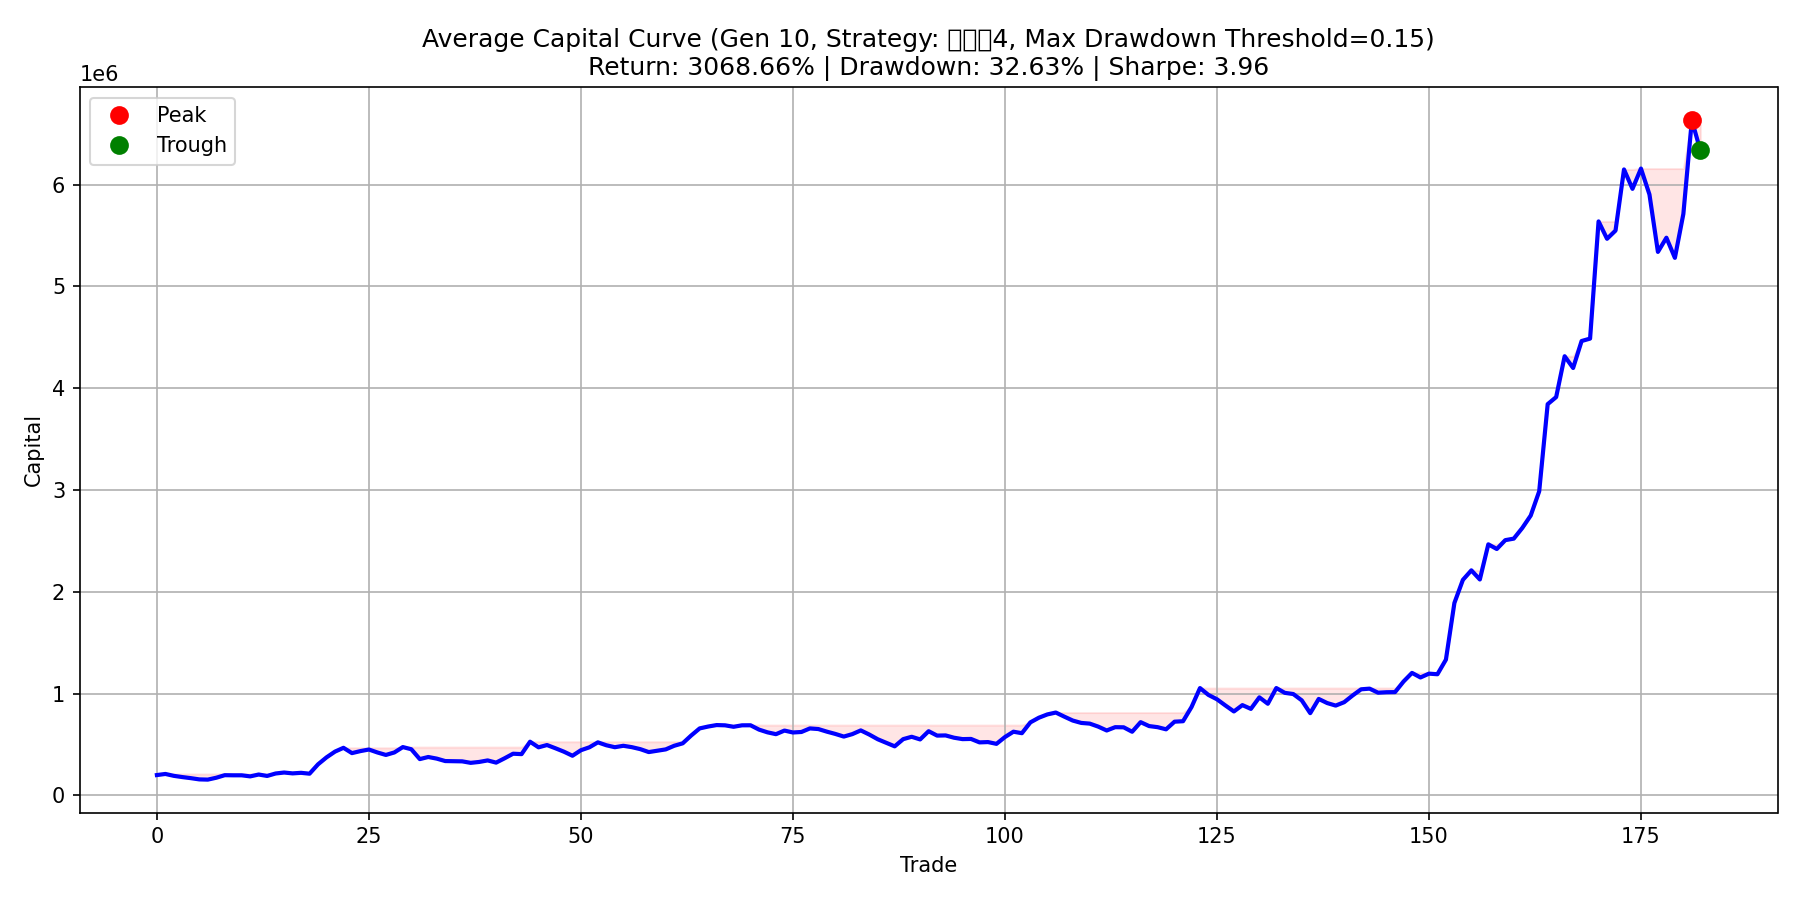 Average Capital Curve (Gen 10, Strategy: 4, Max Drawdown Threshold=0.15)
Return: 3068.66% | Drawdown: 32.63% | Sharpe: 3.96
1e6
Peak
Trough
6
5
4
3
2
1
0
Capital
0 25 50 75 100 125 150 175
Trade